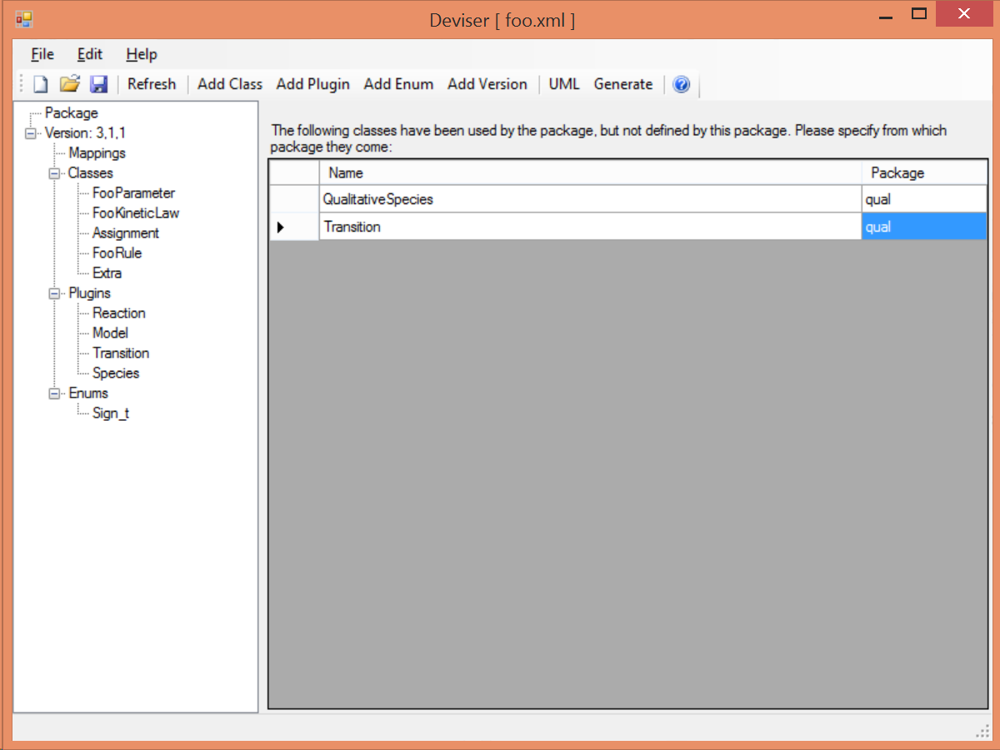 Deviser [ foo.xml ]
File Edit Help
Refresh Add Class Add Plugin Add Enum Add Version UML Generate
Package
Version: 3,1,1
Mappings
Classes
FooParameter
FooKineticLaw
Assignment
FooRule
Extra
Plugins
Reaction
Model
Transition
Species
Enums
Sign_t
The following classes have been used by the package, but not defined by this package. Please specify from which
package they come:
Name Package
QualitativeSpecies qual
Transition qual